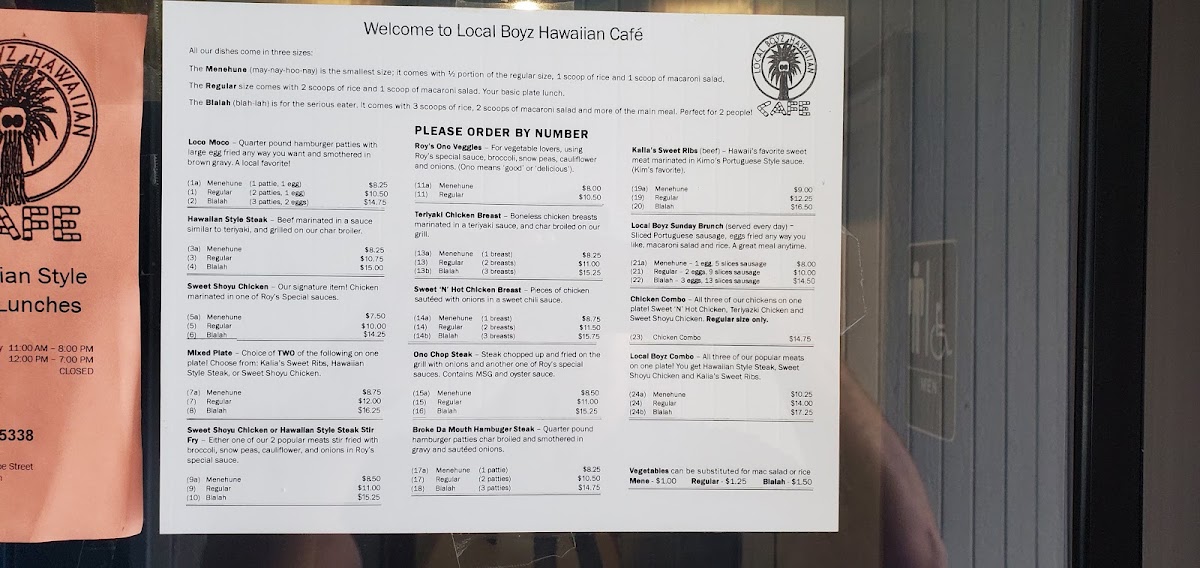 YZ HAWAIIAN
AFE
ian Style
Lunches
y 11:00 AM – 8:00 PM
12:00 PM – 7:00 PM
CLOSED
5338
Street
Welcome to Local Boyz Hawaiian Café
LOCAL BOYZ HAWAIIAN
CAFE
All our dishes come in three sizes:
The Menehune (may-nay-hoo-nay) is the smallest size; it comes with ½ portion of the regular size, 1 scoop of rice and 1 scoop of macaroni salad.
The Regular size comes with 2 scoops of rice and 1 scoop of macaroni salad. Your basic plate lunch.
The Blalah (blah-lah) is for the serious eater. It comes with 3 scoops of rice, 2 scoops of macaroni salad and more of the main meal. Perfect for 2 people!
PLEASE ORDER BY NUMBER
Loco Moco – Quarter pound hamburger patties with
large egg fried any way you want and smothered in
brown gravy. A local favorite!
(1a) Menehune (1 pattie, 1 egg) $8.25
(1) Regular (2 patties, 1 egg) $10.50
(2) Blalah (3 patties, 2 eggs) $14.75
Hawaiian Style Steak – Beef marinated in a sauce
similar to teriyaki, and grilled on our char broiler.
(3a) Menehune $8.25
(3) Regular $10.75
(4) Blalah $15.00
Sweet Shoyu Chicken – Our signature item! Chicken
marinated in one of Roy's Special sauces.
(5a) Menehune $7.50
(5) Regular $10.00
(6) Blalah $14.25
Mixed Plate – Choice of TWO of the following on one
plate! Choose from: Kalia's Sweet Ribs, Hawaiian
Style Steak, or Sweet Shoyu Chicken.
(7a) Menehune $8.75
(7) Regular $12.00
(8) Blalah $16.25
Sweet Shoyu Chicken or Hawaiian Style Steak Stir
Fry – Either one of our 2 popular meats stir fried with
broccoli, snow peas, cauliflower, and onions in Roy's
special sauce.
(9a) Menehune $8.50
(9) Regular $11.00
(10) Blalah $15.25
Roy's Ono Veggies – For vegetable lovers, using
Roy's special sauce, broccoli, snow peas, cauliflower
and onions. (Ono means 'good' or 'delicious').
(11a) Menehune $8.00
(11) Regular $10.50
Teriyaki Chicken Breast – Boneless chicken breasts
marinated in a teriyaki sauce, and char broiled on our
grill.
(13a) Menehune (1 breast) $8.25
(13) Regular (2 breasts) $11.00
(13b) Blalah (3 breasts) $15.25
Sweet 'N' Hot Chicken Breast – Pieces of chicken
sautéed with onions in a sweet chili sauce.
(14a) Menehune (1 breast) $8.75
(14) Regular (2 breasts) $11.50
(14b) Blalah (3 breasts) $15.75
Ono Chop Steak – Steak chopped up and fried on the
grill with onions and another one of Roy's special
sauces. Contains MSG and oyster sauce.
(15a) Menehune $8.50
(15) Regular $11.00
(16) Blalah $15.25
Broke Da Mouth Hambuger Steak – Quarter pound
hamburger patties char broiled and smothered in
gravy and sautéed onions.
(17a) Menehune (1 pattie) $8.25
(17) Regular (2 patties) $10.50
(18) Blalah (3 patties) $14.75
Kalia's Sweet Ribs (beef) – Hawaii's favorite sweet
meat marinated in Kimo's Portuguese Style sauce.
(Kim's favorite).
(19a) Menehune $9.00
(19) Regular $12.25
(20) Blalah $16.50
Local Boyz Sunday Brunch (served every day) –
Sliced Portuguese sausage, eggs fried any way you
like, macaroni salad and rice. A great meal anytime.
(21a) Menehune – 1 egg, 5 slices sausage $8.00
(21) Regular – 2 eggs, 9 slices sausage $10.00
(22) Blalah – 3 eggs, 13 slices sausage $14.50
Chicken Combo – All three of our chickens on one
plate! Sweet 'N' Hot Chicken, Teriyazki Chicken and
Sweet Shoyu Chicken. Regular size only.
(23) Chicken Combo $14.75
Local Boyz Combo – All three of our popular meats
on one plate! You get Hawaiian Style Steak, Sweet
Shoyu Chicken and Kalia's Sweet Ribs.
(24a) Menehune $10.25
(24) Regular $14.00
(24b) Blalah $17.25
Vegetables can be substituted for mac salad or rice
Mene - $1.00 Regular - $1.25 Blalah - $1.50
MEN